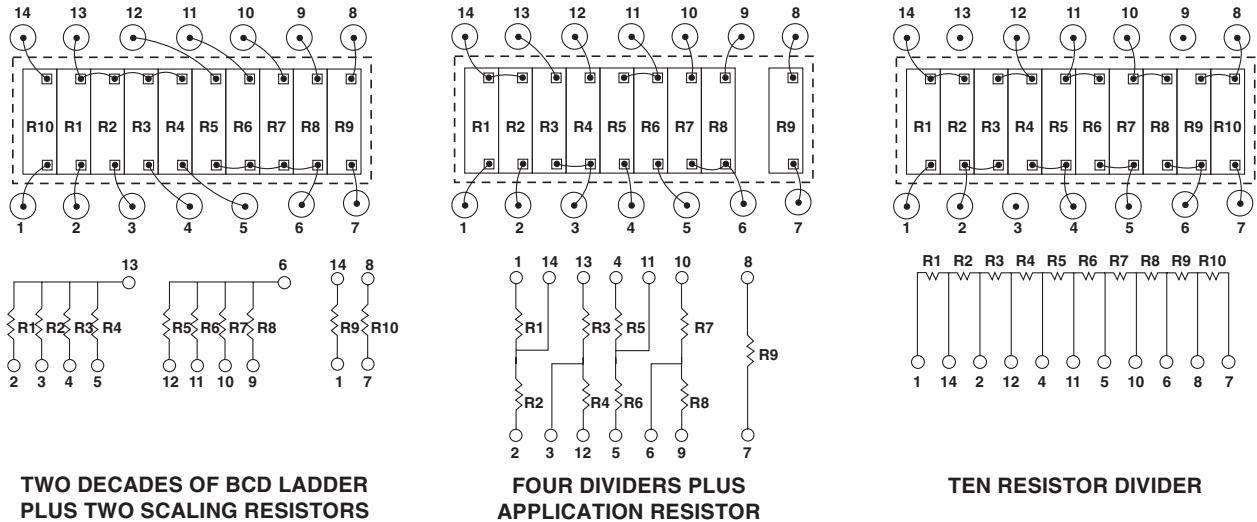 14 13 12 11 10 9 8
R10 R1 R2 R3 R4 R5 R6 R7 R8 R9
1 2 3 4 5 6 7
13 6 14 8
R1 R2 R3 R4 R5 R6 R7 R8 R9 R10
2 3 4 5 12 11 10 9 1 7
TWO DECADES OF BCD LADDER
PLUS TWO SCALING RESISTORS
14 13 12 11 10 9 8
R1 R2 R3 R4 R5 R6 R7 R8 R9
1 2 3 4 5 6 7
1 14 13 4 11 10 8
R1 R3 R5 R7
R9
R2 R4 R6 R8
2 3 12 5 6 9 7
FOUR DIVIDERS PLUS
APPLICATION RESISTOR
14 13 12 11 10 9 8
R1 R2 R3 R4 R5 R6 R7 R8 R9 R10
1 2 3 4 5 6 7
R1 R2 R3 R4 R5 R6 R7 R8 R9 R10
1 14 2 12 4 11 5 10 6 8 7
TEN RESISTOR DIVIDER